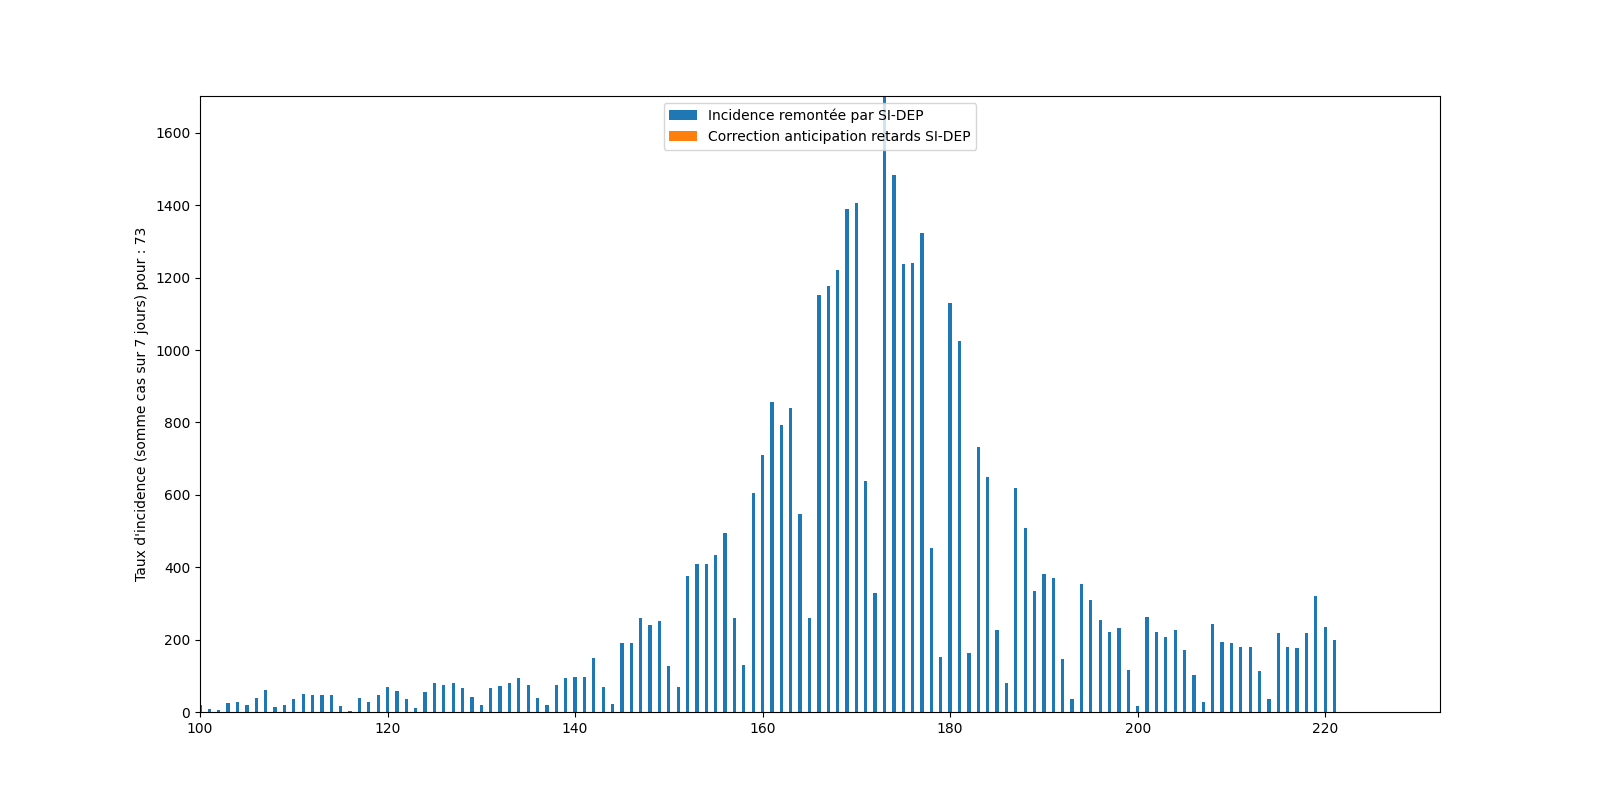 Incidence remontée par SI-DEP
Correction anticipation retards SI-DEP
Taux d'incidence (somme cas sur 7 jours) pour : 73
1600
1400
1200
1000
800
600
400
200
0
100 120 140 160 180 200 220